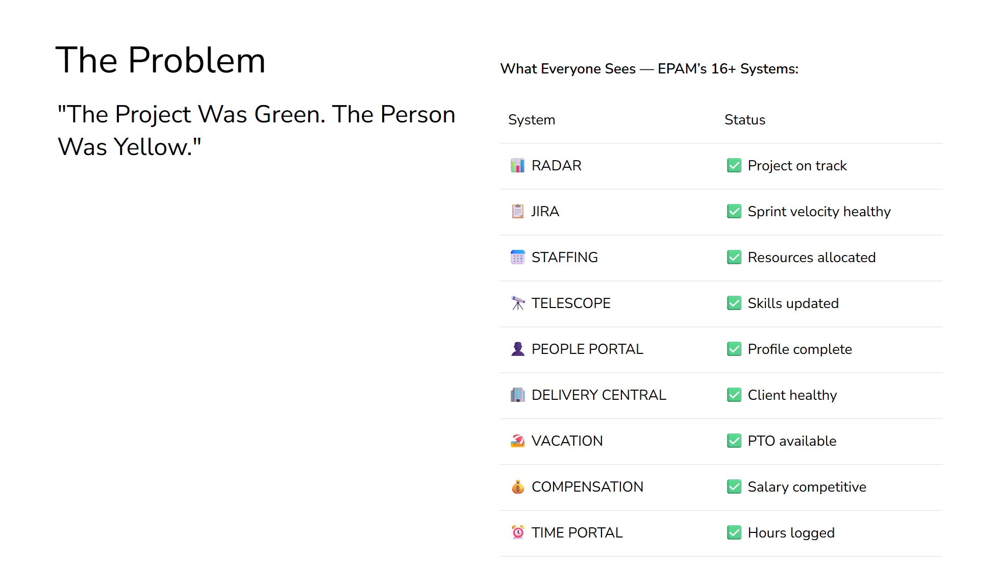 The Problem
"The Project Was Green. The Person
Was Yellow."
What Everyone Sees — EPAM’s 16+ Systems:
System Status
RADAR Project on track
JIRA Sprint velocity healthy
STAFFING Resources allocated
TELESCOPE Skills updated
PEOPLE PORTAL Profile complete
DELIVERY CENTRAL Client healthy
VACATION PTO available
COMPENSATION Salary competitive
TIME PORTAL Hours logged